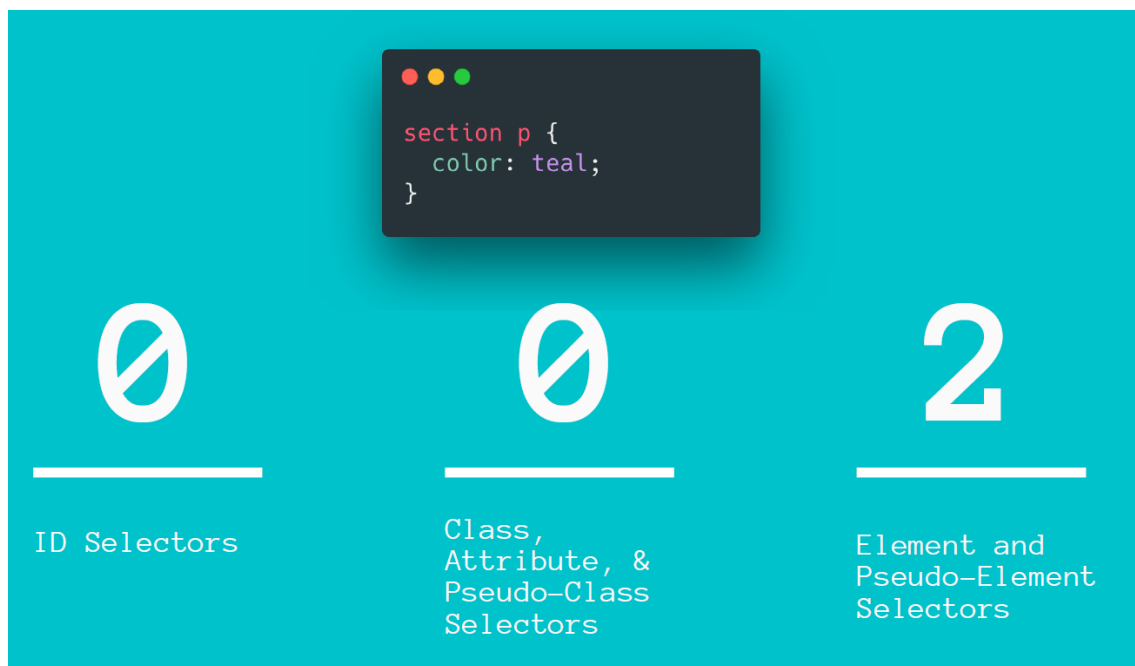 section p {
  color: teal;
}
0
0
2
ID Selectors
Class,
Attribute, &
Pseudo-Class
Selectors
Element and
Pseudo-Element
Selectors